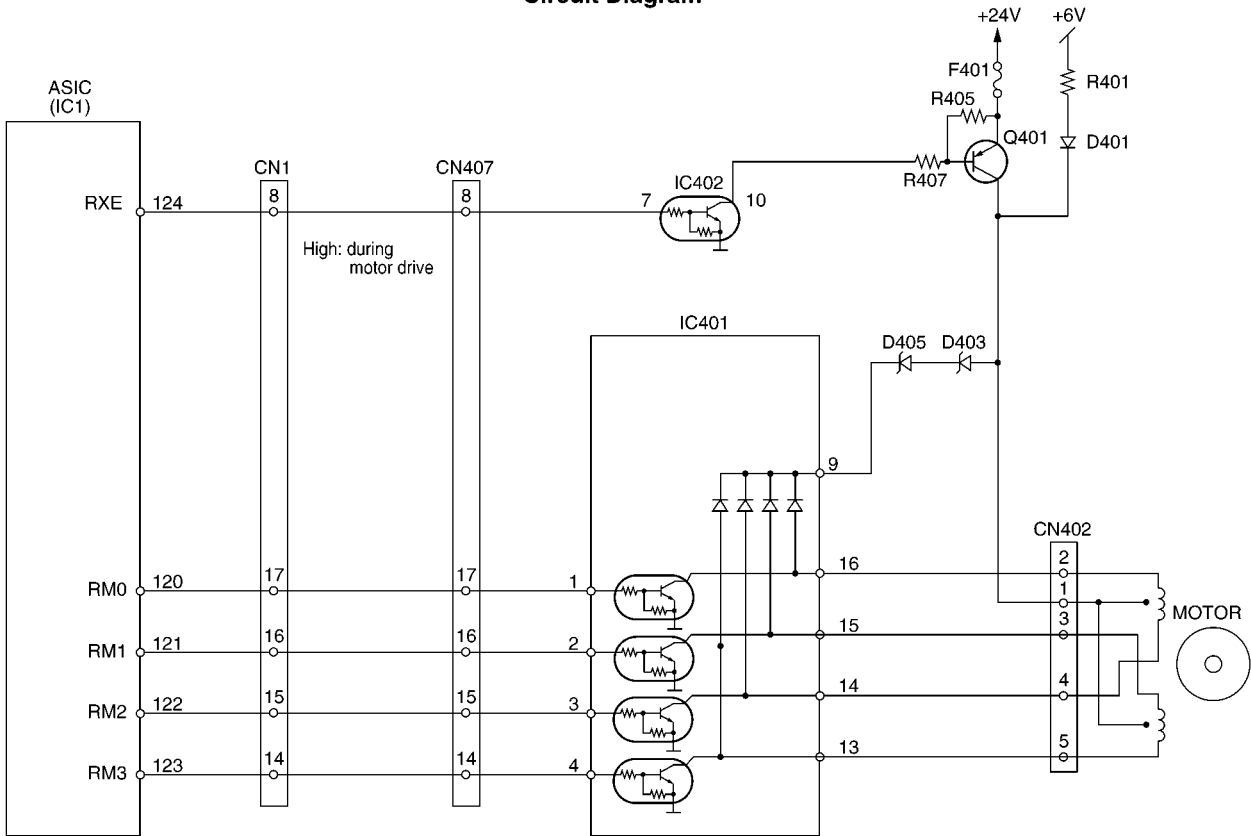 Circuit Diagram
+24V
+6V
F401
R401
ASIC
(IC1)
R405
Q401
D401
CN1
CN407
R407
IC402
RXE
124
8
8
7
10
High: during
motor drive
IC401
D405
D403
9
CN402
RM0
120
17
17
1
16
2
1
MOTOR
RM1
121
16
16
2
15
3
RM2
122
15
15
3
14
4
RM3
123
14
14
4
13
5